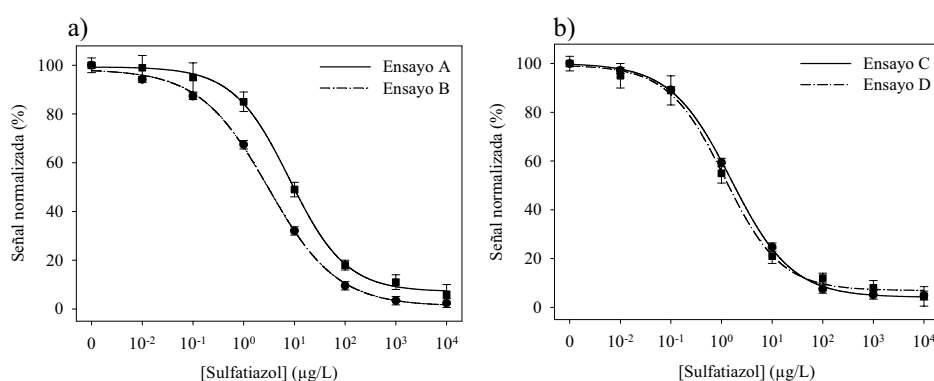 a)
Ensayo A
Ensayo B
Señal normalizada (%)
100
80
60
40
20
0
0 10⁻² 10⁻¹ 10⁰ 10¹ 10² 10³ 10⁴
[Sulfatiazol] (µg/L)
b)
Ensayo C
Ensayo D
Señal normalizada (%)
100
80
60
40
20
0
0 10⁻² 10⁻¹ 10⁰ 10¹ 10² 10³ 10⁴
[Sulfatiazol] (µg/L)